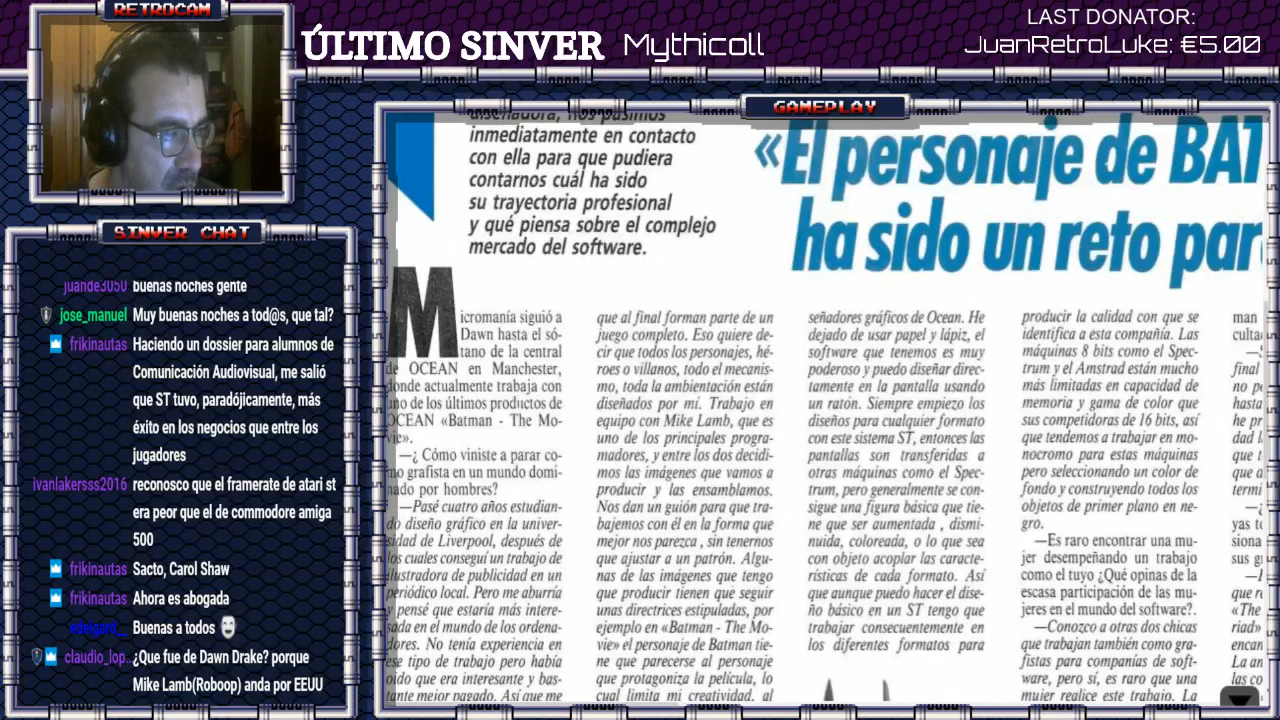 RETROCAM
ÚLTIMO SINVER Mythicoll
LAST DONATOR:
JuanRetroLuke: €5.00
GAMEPLAY
SINVER CHAT
juande3050 buenas noches gente
jose_manuel Muy buenas noches a tod@s, que tal?
frikinautas Haciendo un dossier para alumnos de
Comunicación Audiovisual, me salió
que ST tuvo, paradójicamente, más
éxito en los negocios que entre los
jugadores
ivanlakersss2016 reconosco que el framerate de atari st
era peor que el de commodore amiga
500
frikinautas Sacto, Carol Shaw
frikinautas Ahora es abogada
edelgard__ Buenas a todos
claudio_lop... ¿Que fue de Dawn Drake? porque
Mike Lamb(Roboop) anda por EEUU
diseñadora, nos pusimos
inmediatamente en contacto
con ella para que pudiera
contarnos cuál ha sido
su trayectoria profesional
y qué piensa sobre el complejo
mercado del software.
«El personaje de BAT
ha sido un reto par
Micromanía siguió a
Dawn hasta el só-
tano de la central
de OCEAN en Manchester,
donde actualmente trabaja con
uno de los últimos productos de
OCEAN «Batman - The Mo-
vie».
—¿ Cómo viniste a parar co-
mo grafista en un mundo domi-
nado por hombres?
—Pasé cuatro años estudian-
do diseño gráfico en la univer-
sidad de Liverpool, después de
los cuales conseguí un trabajo de
ilustradora de publicidad en un
periódico local. Pero me aburría
y pensé que estaría más intere-
sada en el mundo de los ordena-
dores. No tenía experiencia en
ese tipo de trabajo pero había
oído que era interesante y bas-
tante mejor pagado. Así que me
que al final forman parte de un
juego completo. Eso quiere de-
cir que todos los personajes, hé-
roes o villanos, todo el mecanis-
mo, toda la ambientación están
diseñados por mí. Trabajo en
equipo con Mike Lamb, que es
uno de los principales progra-
madores, y entre los dos decidi-
mos las imágenes que vamos a
producir y las ensamblamos.
Nos dan un guión para que tra-
bajemos con él en la forma que
mejor nos parezca , sin tenernos
que ajustar a un patrón. Algu-
nas de las imágenes que tengo
que producir tienen que seguir
unas directrices estipuladas, por
ejemplo en «Batman - The Mo-
vie» el personaje de Batman tie-
ne que parecerse al personaje
que protagoniza la película, lo
cual limita mi creatividad, al
señadores gráficos de Ocean. He
dejado de usar papel y lápiz, el
software que tenemos es muy
poderoso y puedo diseñar direc-
tamente en la pantalla usando
un ratón. Siempre empiezo los
diseños para cualquier formato
con este sistema ST, entonces las
pantallas son transferidas a
otras máquinas como el Spec-
trum, pero generalmente se con-
sigue una figura básica que tie-
ne que ser aumentada , dismi-
nuida, coloreada, o lo que sea
con objeto acoplar las caracte-
rísticas de cada formato. Así
que aunque puedo hacer el dise-
ño básico en un ST tengo que
trabajar consecuentemente en
los diferentes formatos para
producir la calidad con que se
identifica a esta compañía. Las
máquinas 8 bits como el Spec-
trum y el Amstrad están mucho
más limitadas en capacidad de
memoria y gama de color que
sus competidoras de 16 bits, así
que tendemos a trabajar en mo-
nocromo para estas máquinas
pero seleccionando un color de
fondo y construyendo todos los
objetos de primer plano en ne-
gro.
—Es raro encontrar una mu-
jer desempeñando un trabajo
como el tuyo ¿Qué opinas de la
escasa participación de las mu-
jeres en el mundo del software?.
—Conozco a otras dos chicas
que trabajan también como gra-
fistas para compañías de soft-
ware, pero sí, es raro que una
mujer realice este trabajo. La